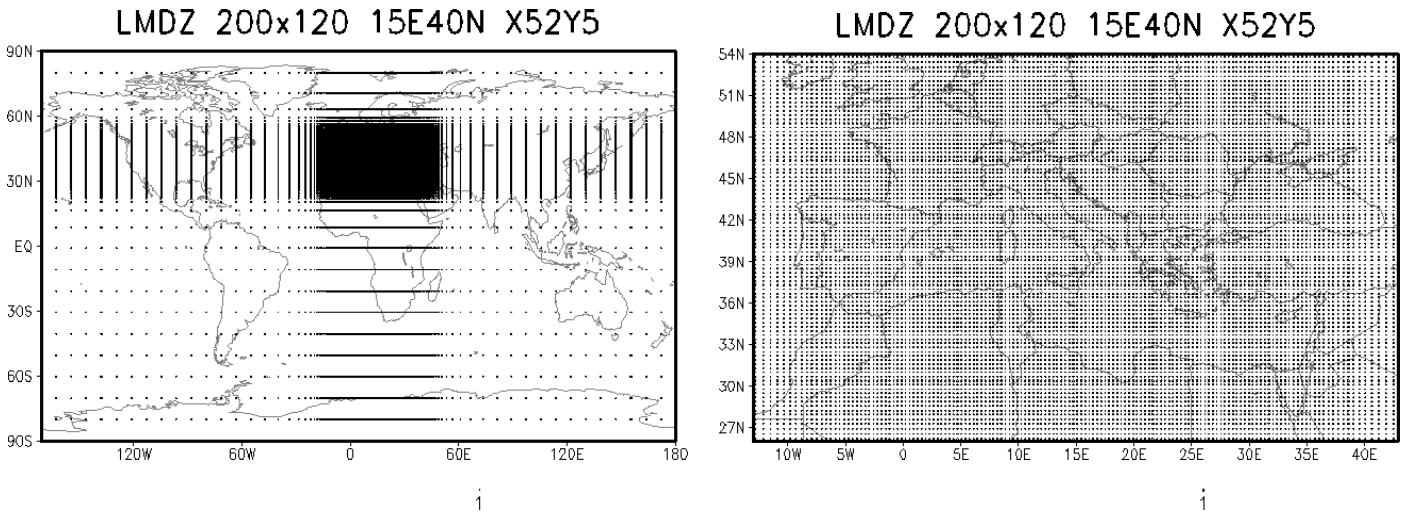 LMDZ 200x120 15E40N X52Y5
90N
60N
30N
EQ
30S
60S
90S
120W 60W 0 60E 120E 180
i
LMDZ 200x120 15E40N X52Y5
54N
51N
48N
45N
42N
39N
36N
33N
30N
27N
10W 5W 0 5E 10E 15E 20E 25E 30E 35E 40E
i